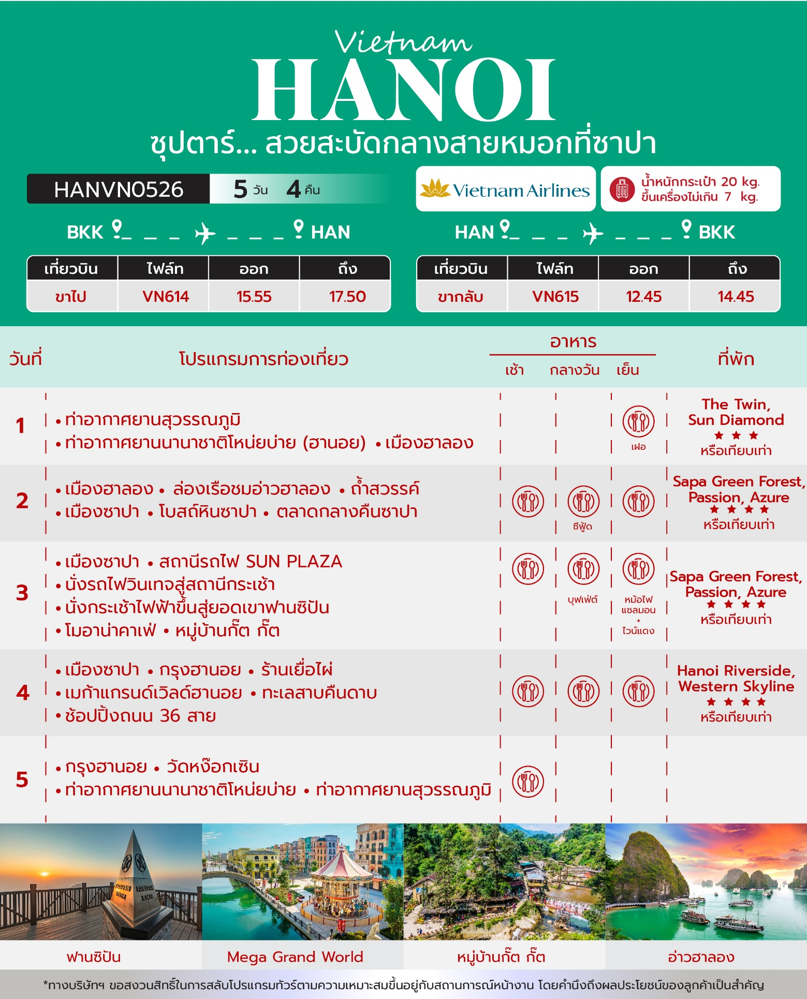 Vietnam
HANOI
ซุปตาร์... สวยสะบัดกลางสายหมอกที่ซาปา
HANVN0526
5 วัน 4 คืน
Vietnam Airlines
น้ำหนักกระเป๋า 20 kg.
ขึ้นเครื่องไม่เกิน 7 kg.
BKK HAN
HAN BKK
เที่ยวบิน ไฟล์ท ออก ถึง
ขาไป VN614 15.55 17.50
เที่ยวบิน ไฟล์ท ออก ถึง
ขากลับ VN615 12.45 14.45
วันที่ โปรแกรมการท่องเที่ยว อาหาร ที่พัก
เช้า กลางวัน เย็น
1
• ท่าอากาศยานสุวรรณภูมิ
• ท่าอากาศยานนานาชาติโหน่ยบ่าย (ฮานอย) • เมืองฮาลอง
เฝอ
The Twin,
Sun Diamond
หรือเทียบเท่า
2
• เมืองฮาลอง • ล่องเรือชมอ่าวฮาลอง • ถ้ำสวรรค์
• เมืองซาปา • โบสถ์หินซาปา • ตลาดกลางคืนซาปา
ซีฟู้ด
Sapa Green Forest,
Passion, Azure
หรือเทียบเท่า
3
• เมืองซาปา • สถานีรถไฟ SUN PLAZA
• นั่งรถไฟวินเทจสู่สถานีกระเช้า
• นั่งกระเช้าไฟฟ้าขึ้นสู่ยอดเขาฟานซิปัน
• โมอาน่าคาเฟ่ • หมู่บ้านกั๊ต กั๊ต
บุฟเฟ่ต์
หม้อไฟ
แซลมอน
+
ไวน์แดง
Sapa Green Forest,
Passion, Azure
หรือเทียบเท่า
4
• เมืองซาปา • กรุงฮานอย • ร้านเยื่อไผ่
• เมก้าแกรนด์เวิลด์ฮานอย • ทะเลสาบคืนดาบ
• ช้อปปิ้งถนน 36 สาย
Hanoi Riverside,
Western Skyline
หรือเทียบเท่า
5
• กรุงฮานอย • วัดหง๊อกเซิน
• ท่าอากาศยานนานาชาติโหน่ยบ่าย • ท่าอากาศยานสุวรรณภูมิ
ฟานซิปัน
Mega Grand World
หมู่บ้านกั๊ต กั๊ต
อ่าวฮาลอง
*ทางบริษัทฯ ขอสงวนสิทธิ์ในการสลับโปรแกรมทัวร์ตามความเหมาะสมขึ้นอยู่กับสถานการณ์หน้างาน โดยคำนึงถึงผลประโยชน์ของลูกค้าเป็นสำคัญ